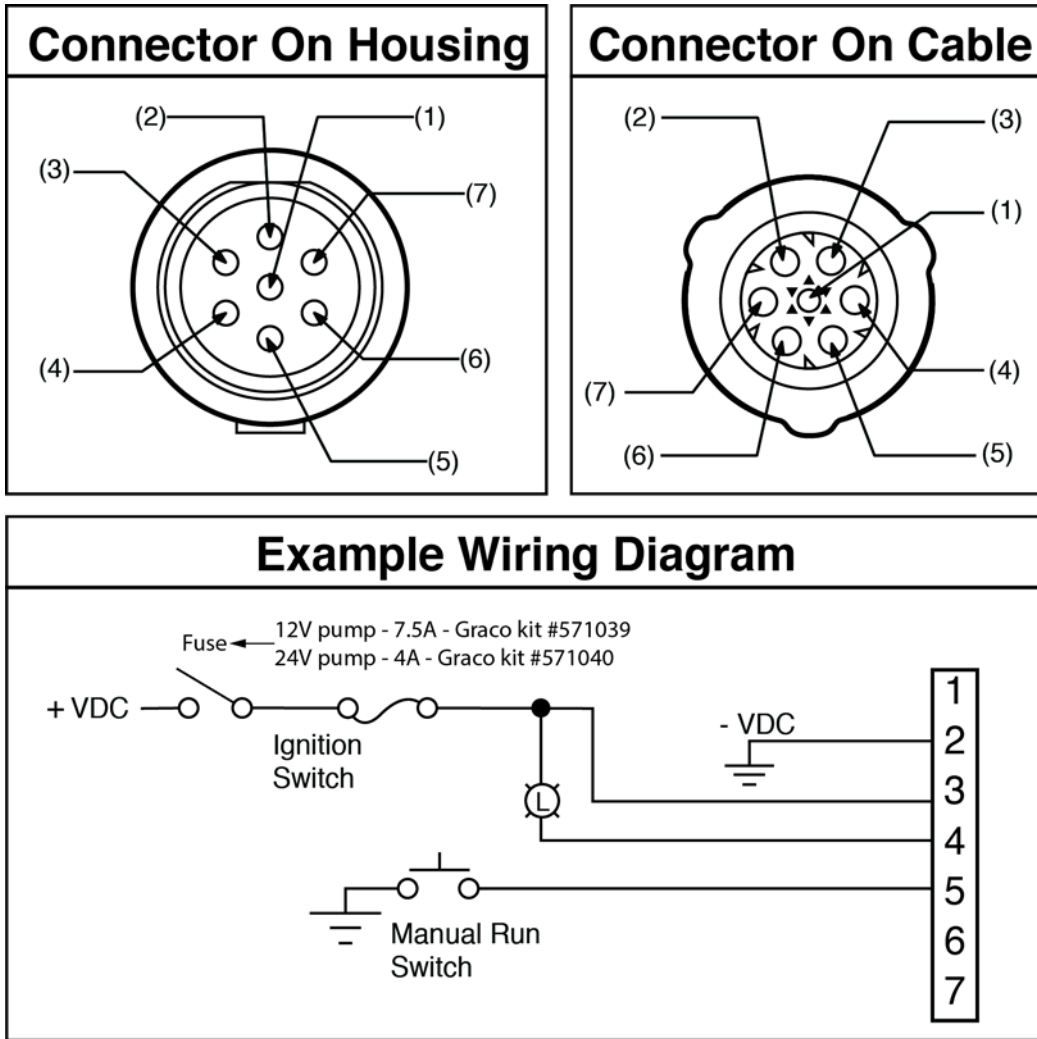 Connector On Housing
(2)
(1)
(3)
(7)
(4)
(6)
(5)
Connector On Cable
(2)
(3)
(1)
(7)
(4)
(6)
(5)
Example Wiring Diagram
Fuse
12V pump - 7.5A - Graco kit #571039
24V pump - 4A - Graco kit #571040
+ VDC
Ignition
Switch
- VDC
L
Manual Run
Switch
1
2
3
4
5
6
7